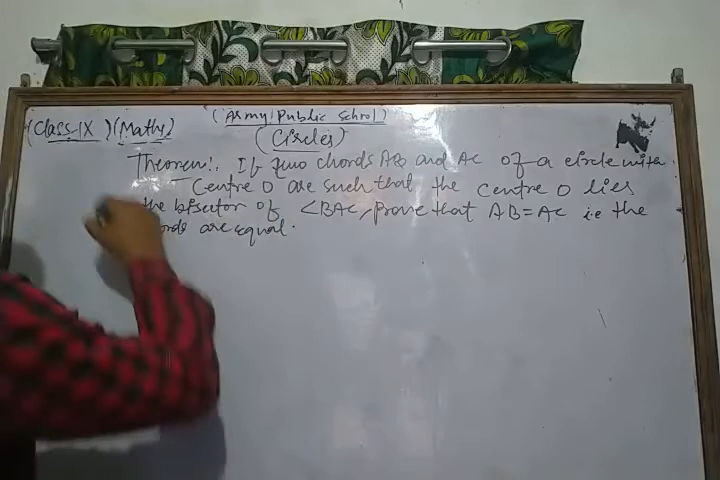 (Army Public School)
(Class-IX) (Maths)
(Circles)
Theorem:. If two chords AB and AC of a circle with
Centre O are such that the centre O lies
the bisector of <BAC, prove that AB=AC i.e the
are equal.